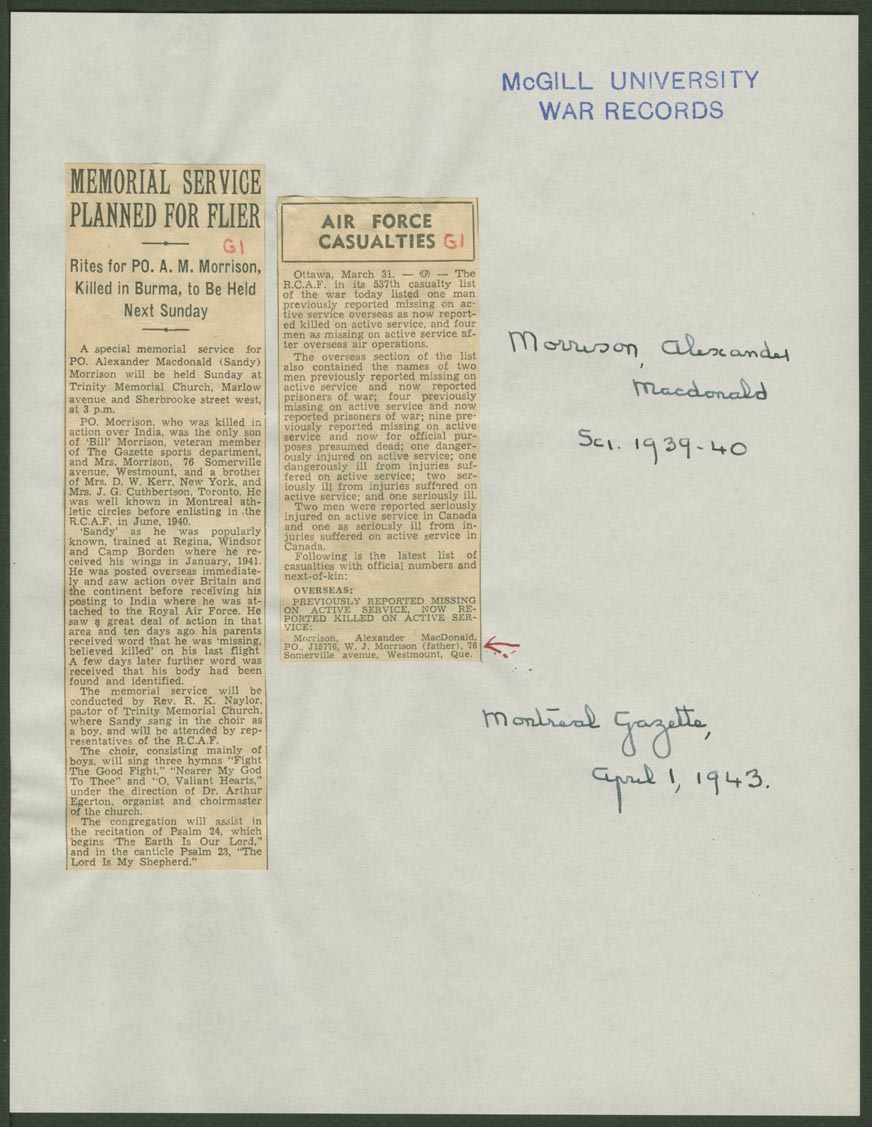 McGILL UNIVERSITY
WAR RECORDS
MEMORIAL SERVICE
PLANNED FOR FLIER
G1
Rites for PO. A. M. Morrison,
Killed in Burma, to Be Held
Next Sunday
A special memorial service for
PO. Alexander Macdonald (Sandy)
Morrison will be held Sunday at
Trinity Memorial Church, Marlow
avenue and Sherbrooke street west,
at 3 p.m.
PO. Morrison, who was killed in
action over India, was the only son
of 'Bill' Morrison, veteran member
of The Gazette sports department,
and Mrs. Morrison, 76 Somerville
avenue, Westmount, and a brother
of Mrs. D. W. Kerr, New York, and
Mrs. J. G. Cuthbertson, Toronto. He
was well known in Montreal ath-
letic circles before enlisting in the
R.C.A.F. in June, 1940.
'Sandy' as he was popularly
known, trained at Regina, Windsor
and Camp Borden where he re-
ceived his wings in January, 1941.
He was posted overseas immediate-
ly and saw action over Britain and
the continent before receiving his
posting to India where he was at-
tached to the Royal Air Force. He
saw a great deal of action in that
area and ten days ago his parents
received word that he was 'missing,
believed killed' on his last flight
A few days later further word was
received that his body had been
found and identified.
The memorial service will be
conducted by Rev. R. K. Naylor,
pastor of Trinity Memorial Church,
where Sandy sang in the choir as
a boy, and will be attended by rep-
resentatives of the R.C.A.F.
The choir, consisting mainly of
boys, will sing three hymns "Fight
The Good Fight," "Nearer My God
To Thee" and "O, Valiant Hearts,"
under the direction of Dr. Arthur
Egerton, organist and choirmaster
of the church.
The congregation will assist in
the recitation of Psalm 24, which
begins 'The Earth Is Our Lord,"
and in the canticle Psalm 23, "The
Lord Is My Shepherd."
AIR FORCE
CASUALTIES G1
Ottawa, March 31. — (CP) — The
R.C.A.F. in its 537th casualty list
of the war today listed one man
previously reported missing on ac-
tive service overseas as now report-
ed killed on active service, and four
men as missing on active service af-
ter overseas air operations.
The overseas section of the list
also contained the names of two
men previously reported missing on
active service and now reported
prisoners of war; four previously
missing on active service and now
reported prisoners of war; nine pre-
viously reported missing on active
service and now for official pur-
poses presumed dead; one danger-
ously injured on active service; one
dangerously ill from injuries suf-
fered on active service; two ser-
iously ill from injuries suffered on
active service; and one seriously ill.
Two men were reported seriously
injured on active service in Canada
and one as seriously ill from in-
juries suffered on active service in
Canada.
Following is the latest list of
casualties with official numbers and
next-of-kin:
OVERSEAS:
PREVIOUSLY REPORTED MISSING
ON ACTIVE SERVICE, NOW RE-
PORTED KILLED ON ACTIVE SER-
VICE:
Morrison, Alexander MacDonald,
PO., J15776, W. J. Morrison (father), 76
Somerville avenue, Westmount, Que.
Morrison, Alexander
Macdonald
Sci. 1939-40
Montreal Gazette,
April 1, 1943.